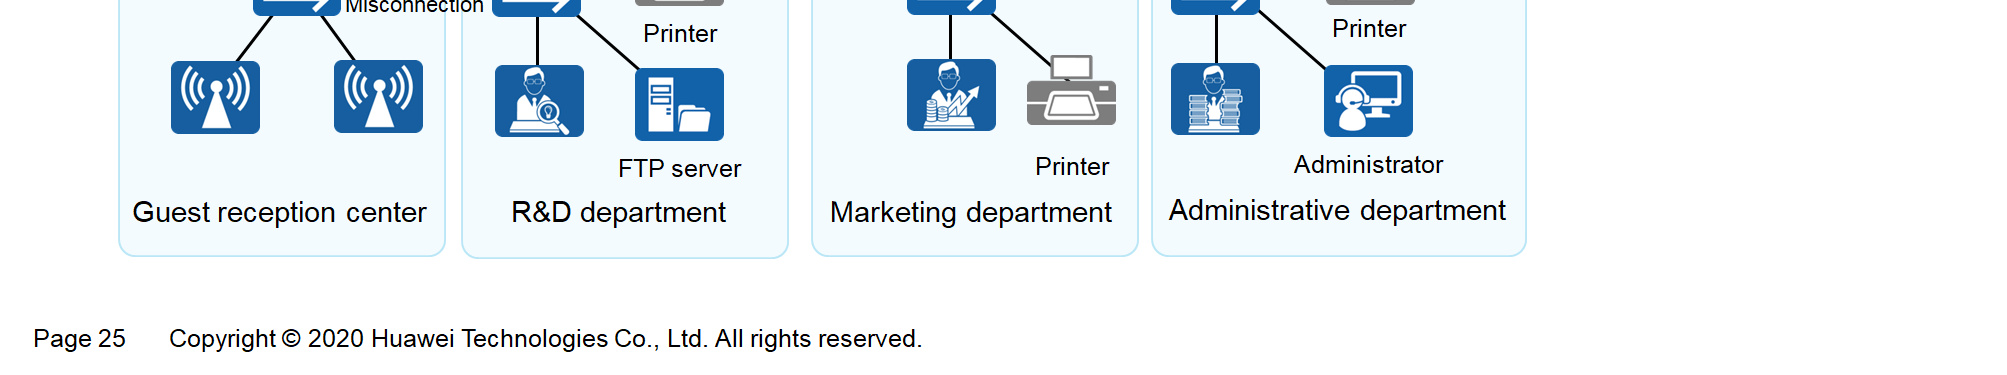 Misconnection
Printer
Printer
FTP server
Printer
Administrator
Guest reception center
R&D department
Marketing department
Administrative department
Page 25
Copyright © 2020 Huawei Technologies Co., Ltd. All rights reserved.